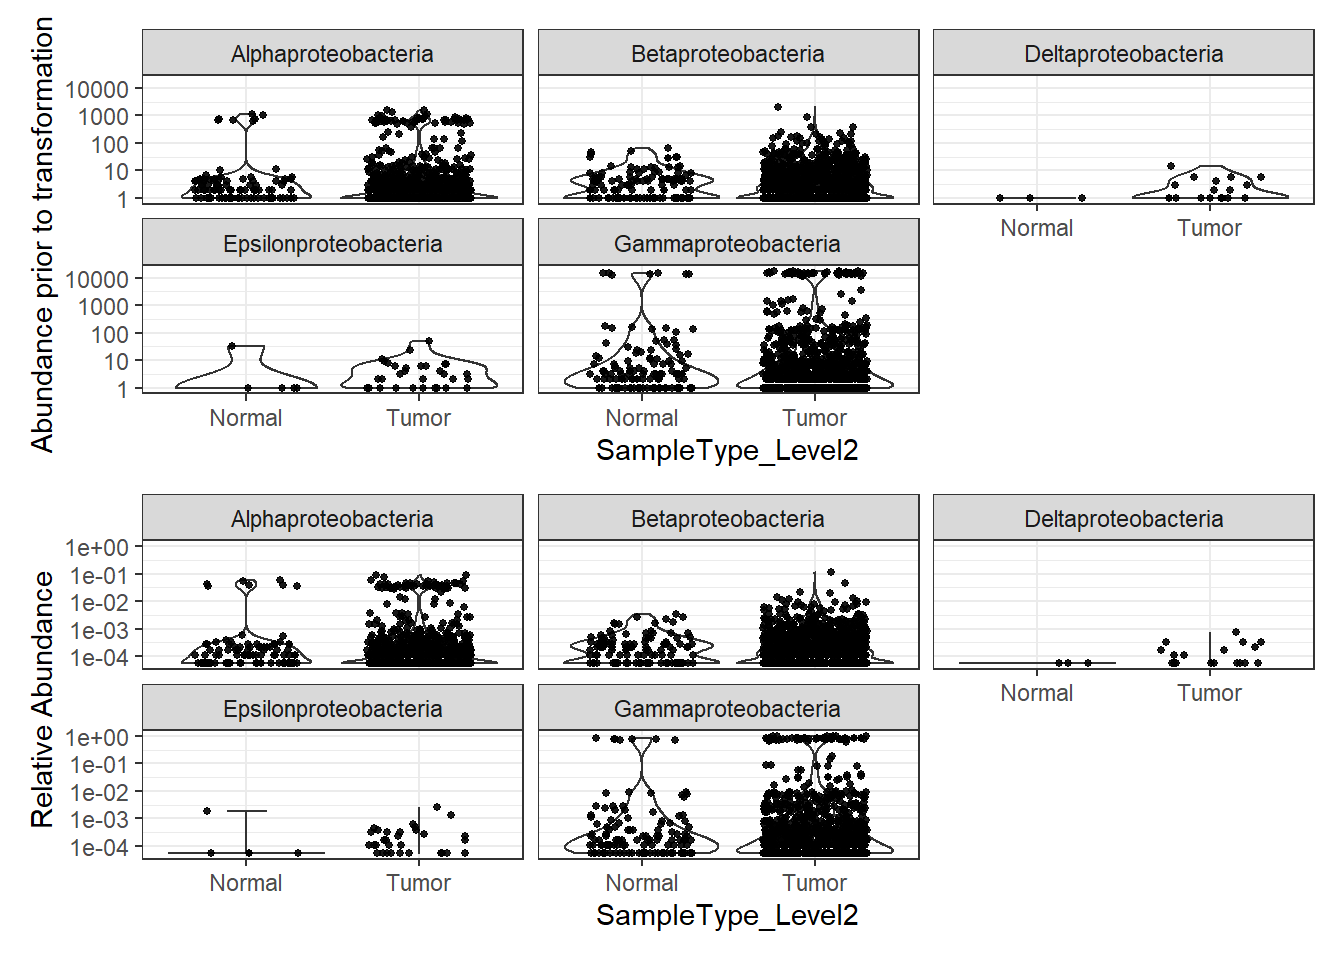 Abundance prior to transformation
Alphaproteobacteria
Betaproteobacteria
Deltaproteobacteria
10000
1000
100
10
1
Normal
Tumor
Epsilonproteobacteria
Gammaproteobacteria
10000
1000
100
10
1
Normal
Tumor
Normal
Tumor
SampleType_Level2
Relative Abundance
Alphaproteobacteria
Betaproteobacteria
Deltaproteobacteria
1e+00
1e-01
1e-02
1e-03
1e-04
Normal
Tumor
Epsilonproteobacteria
Gammaproteobacteria
1e+00
1e-01
1e-02
1e-03
1e-04
Normal
Tumor
Normal
Tumor
SampleType_Level2